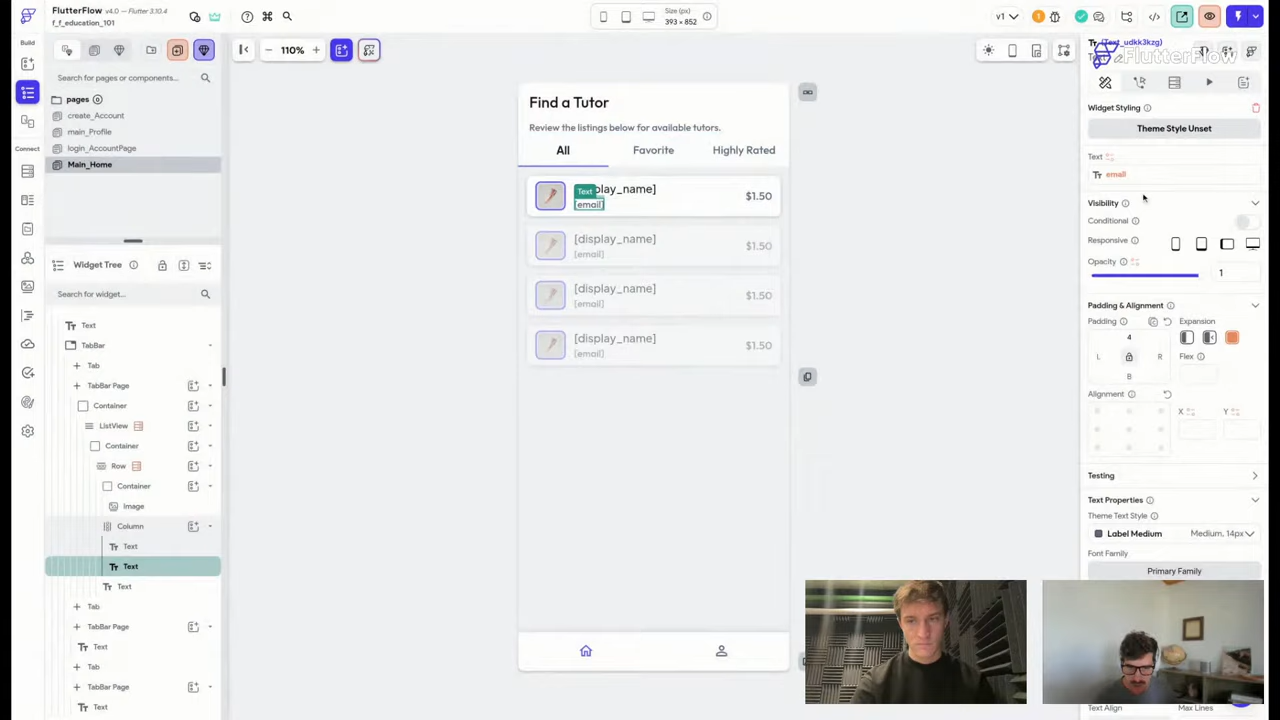 FlutterFlow v4.0 - Flutter 3.10.4
f_f_education_101
Size (px)
393 × 852
v1
1
Build
Connect
Search for pages or components...
pages 0
create_Account
main_Profile
login_AccountPage
Main_Home
Widget Tree
Search for widget...
Text
TabBar
Tab
TabBar Page
Container
ListView
Container
Row
Container
Image
Column
Text
Text
Text
Tab
TabBar Page
Text
Tab
TabBar Page
Text
110%
Find a Tutor
Review the listings below for available tutors.
All
Favorite
Highly Rated
Text
play_name]
[email]
$1.50
[display_name]
[email]
$1.50
[display_name]
[email]
$1.50
[display_name]
[email]
$1.50
(Text_udkk3kzg)
FlutterFlow
Widget Styling
Theme Style Unset
Text
email
Visibility
Conditional
Responsive
Opacity
1
Padding & Alignment
Padding
Expansion
4
L
R
B
Flex
Alignment
X
Y
Testing
Text Properties
Theme Text Style
Label Medium
Medium, 14px
Font Family
Primary Family
Text Align
Max Lines